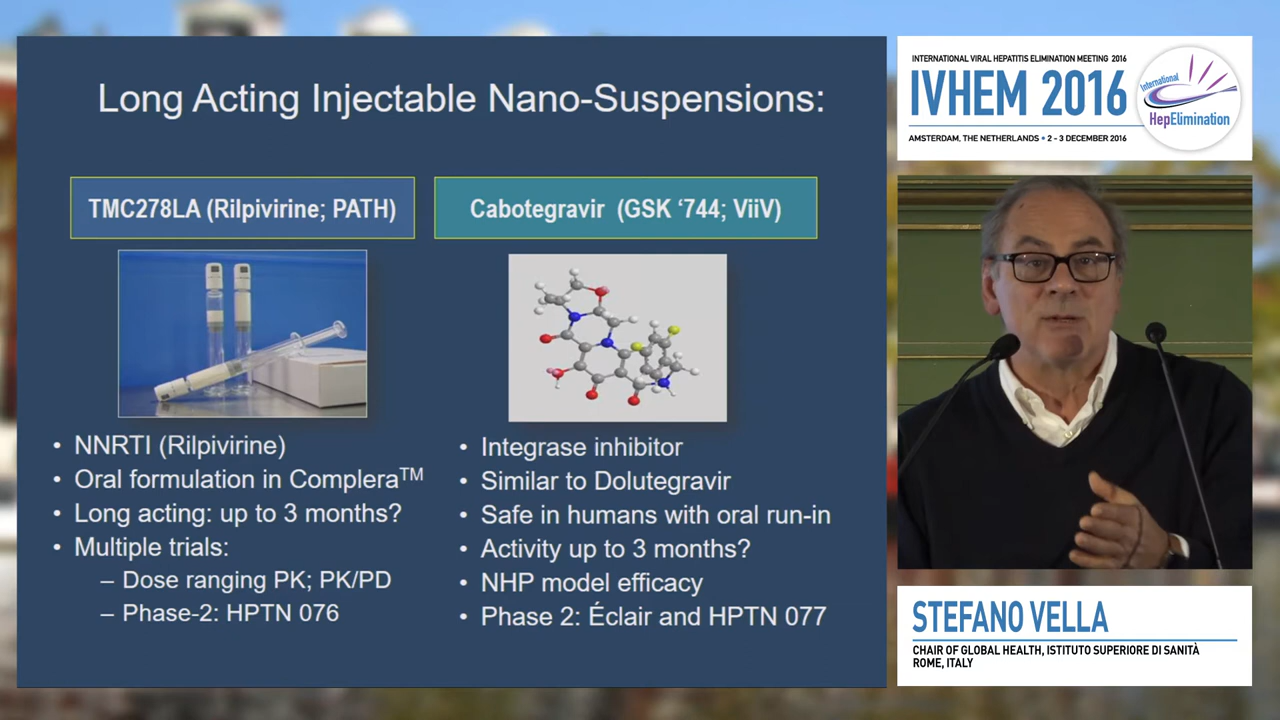 Long Acting Injectable Nano-Suspensions:
TMC278LA (Rilpivirine; PATH)
Cabotegravir (GSK ‘744; ViiV)
• NNRTI (Rilpivirine)
• Oral formulation in Complera™
• Long acting: up to 3 months?
• Multiple trials:
– Dose ranging PK; PK/PD
– Phase-2: HPTN 076
• Integrase inhibitor
• Similar to Dolutegravir
• Safe in humans with oral run-in
• Activity up to 3 months?
• NHP model efficacy
• Phase 2: Éclair and HPTN 077
INTERNATIONAL VIRAL HEPATITIS ELIMINATION MEETING 2016
IVHEM 2016
AMSTERDAM, THE NETHERLANDS • 2 - 3 DECEMBER 2016
International
HepElimination
STEFANO VELLA
CHAIR OF GLOBAL HEALTH, ISTITUTO SUPERIORE DI SANITÀ
ROME, ITALY